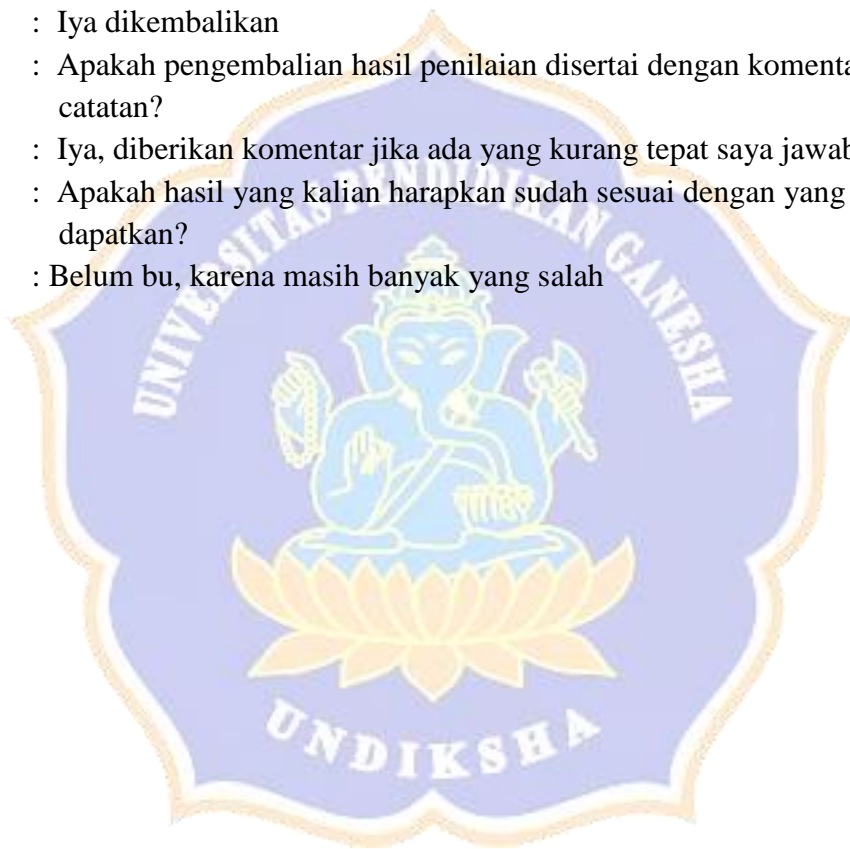 : Iya dikembalikan
: Apakah pengembalian hasil penilaian disertai dengan komenta
catatan?
: Iya, diberikan komentar jika ada yang kurang tepat saya jawab
: Apakah hasil yang kalian harapkan sudah sesuai dengan yang
dapatkan?
: Belum bu, karena masih banyak yang salah
UNIVERSITAS PENDIDIKAN GANESHA
UNDIKSHA